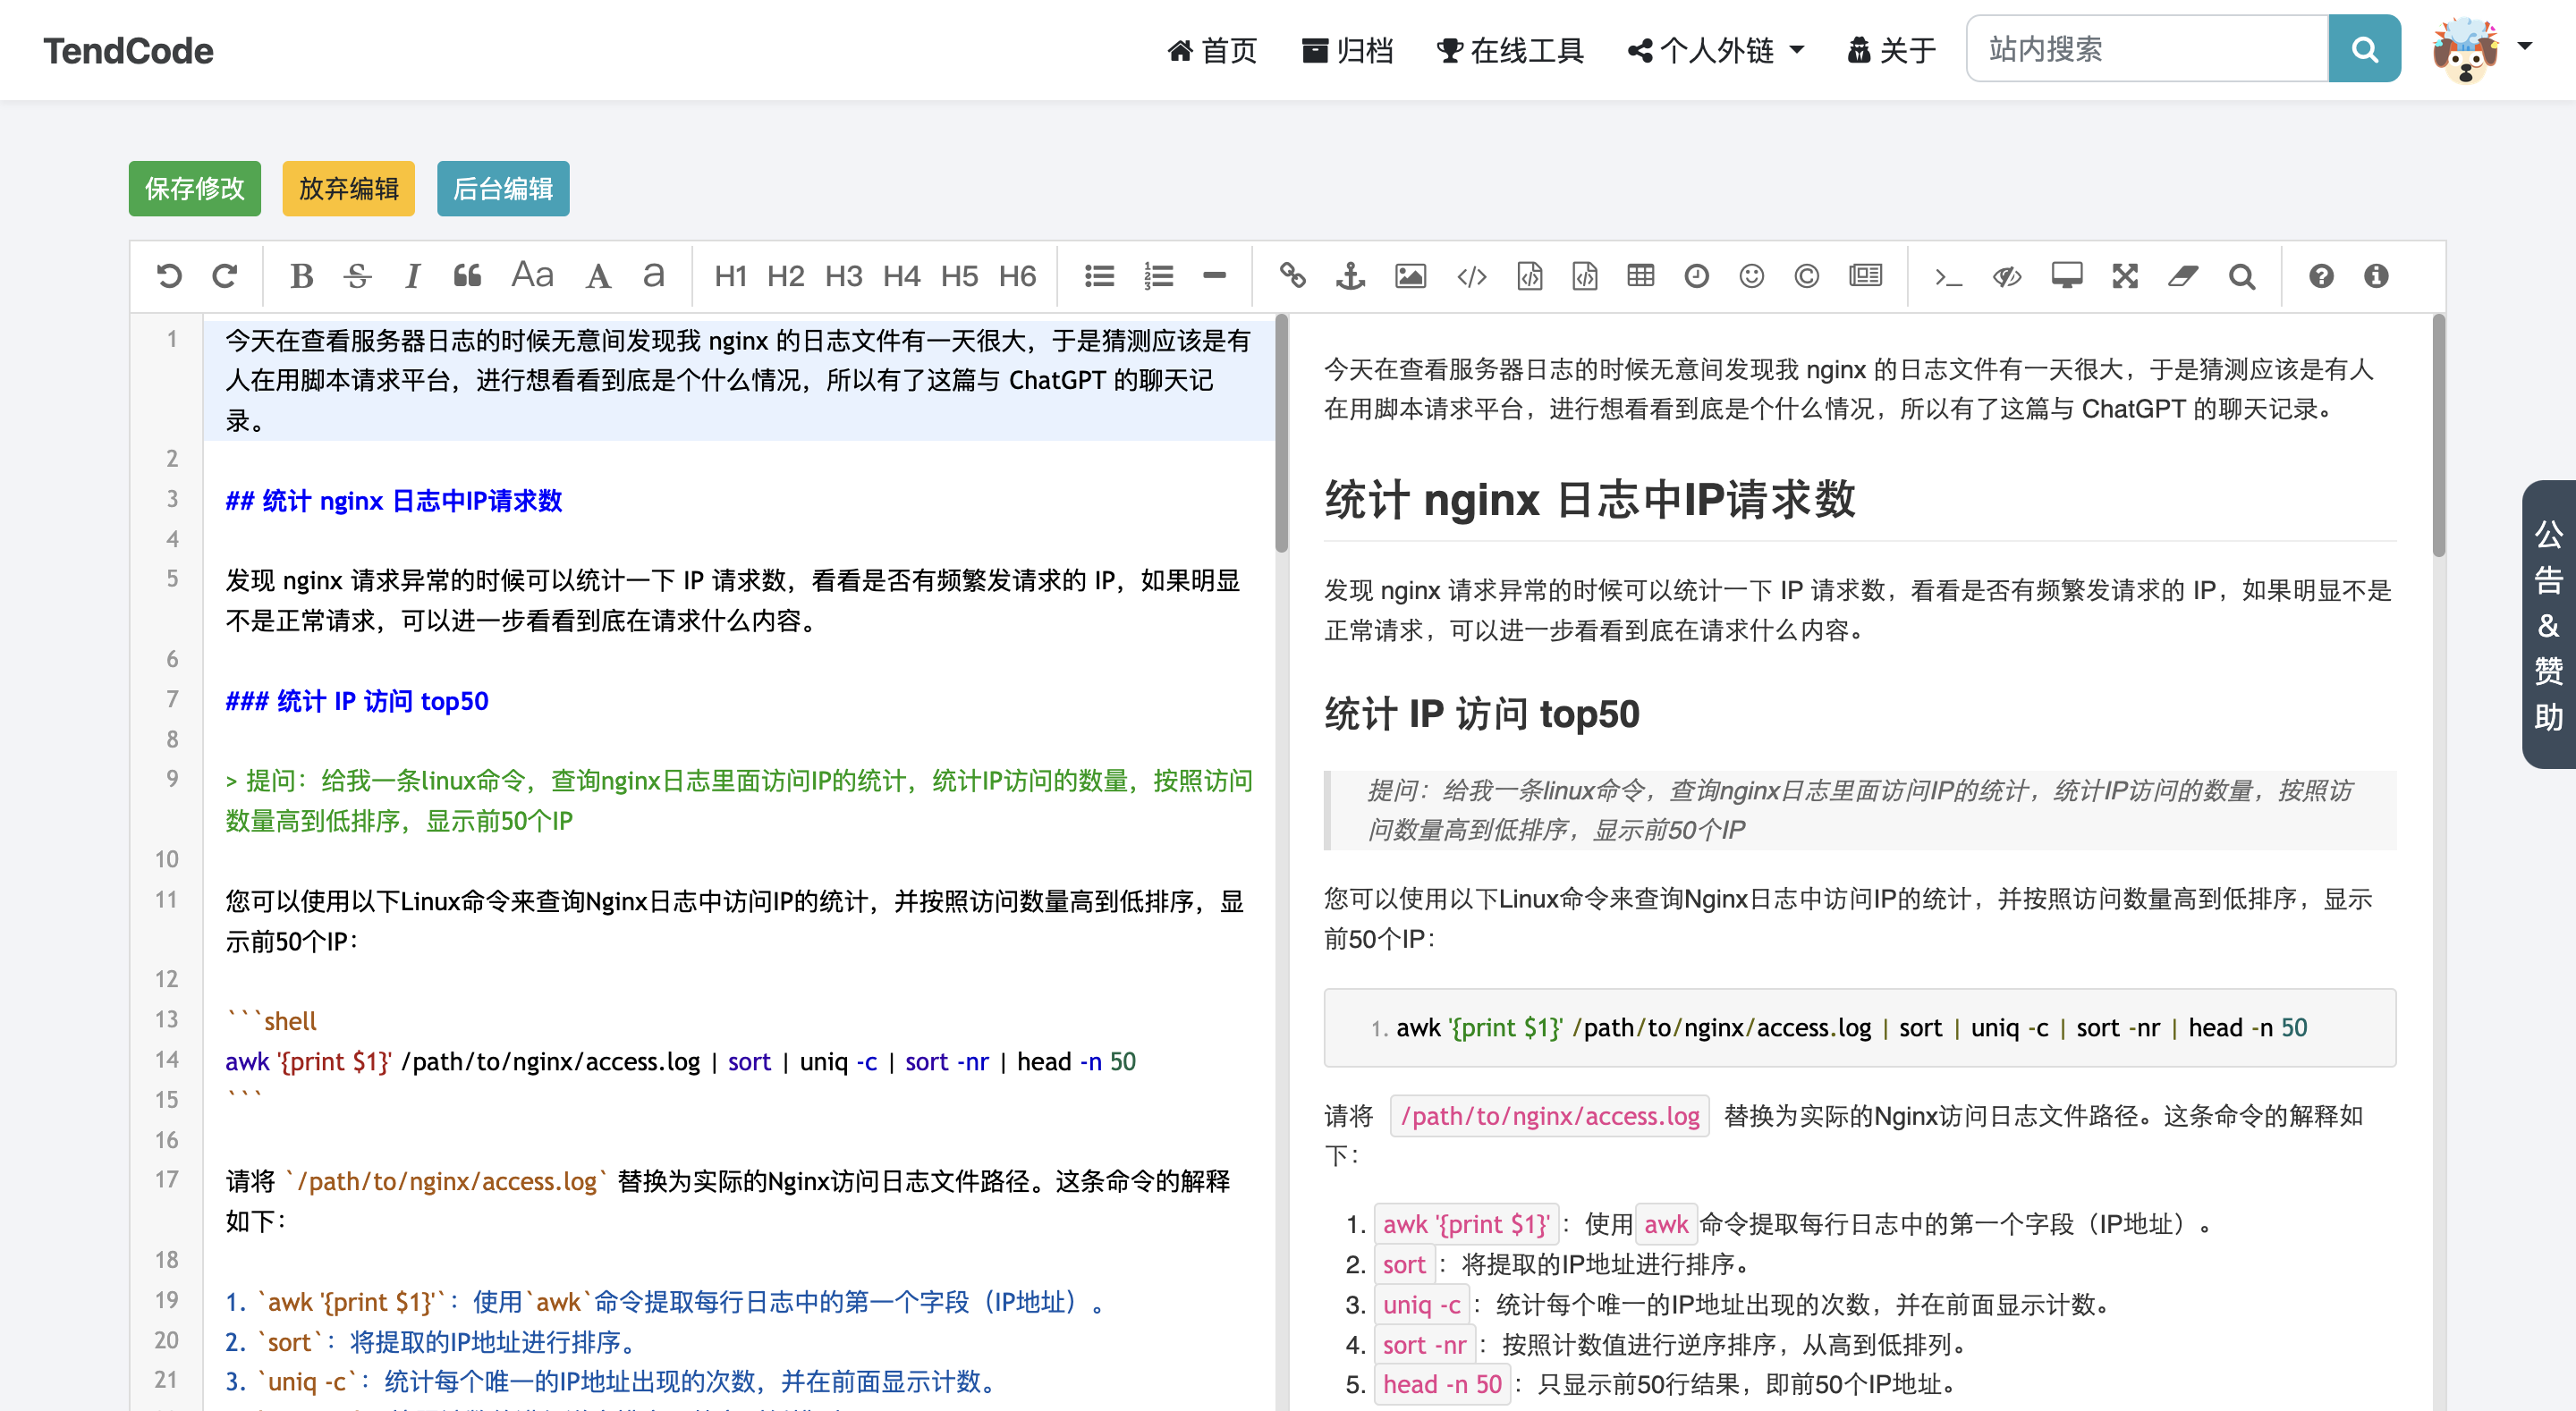 TendCode
首页
归档
在线工具
个人外链
关于
站内搜索
保存修改
放弃编辑
后台编辑
B S I Aa A a H1 H2 H3 H4 H5 H6
1 今天在查看服务器日志的时候无意间发现我 nginx 的日志文件有一天很大，于是猜测应该是有
人在用脚本请求平台，进行想看看到底是个什么情况，所以有了这篇与 ChatGPT 的聊天记
录。
2
3 ## 统计 nginx 日志中IP请求数
4
5 发现 nginx 请求异常的时候可以统计一下 IP 请求数，看看是否有频繁发请求的 IP，如果明显
不是正常请求，可以进一步看看到底在请求什么内容。
6
7 ### 统计 IP 访问 top50
8
9 > 提问：给我一条linux命令，查询nginx日志里面访问IP的统计，统计IP访问的数量，按照访问
数量高到低排序，显示前50个IP
10
11 您可以使用以下Linux命令来查询Nginx日志中访问IP的统计，并按照访问数量高到低排序，显
示前50个IP：
12
13 ```shell
14 awk '{print $1}' /path/to/nginx/access.log | sort | uniq -c | sort -nr | head -n 50
15 ```
16
17 请将 `/path/to/nginx/access.log` 替换为实际的Nginx访问日志文件路径。这条命令的解释
如下：
18
19 1. `awk '{print $1}'`：使用`awk`命令提取每行日志中的第一个字段（IP地址）。
20 2. `sort`：将提取的IP地址进行排序。
21 3. `uniq -c`：统计每个唯一的IP地址出现的次数，并在前面显示计数。
今天在查看服务器日志的时候无意间发现我 nginx 的日志文件有一天很大，于是猜测应该是有人
在用脚本请求平台，进行想看看到底是个什么情况，所以有了这篇与 ChatGPT 的聊天记录。
统计 nginx 日志中IP请求数
发现 nginx 请求异常的时候可以统计一下 IP 请求数，看看是否有频繁发请求的 IP，如果明显不是
正常请求，可以进一步看看到底在请求什么内容。
统计 IP 访问 top50
提问：给我一条linux命令，查询nginx日志里面访问IP的统计，统计IP访问的数量，按照访
问数量高到低排序，显示前50个IP
您可以使用以下Linux命令来查询Nginx日志中访问IP的统计，并按照访问数量高到低排序，显示
前50个IP：
1. awk '{print $1}' /path/to/nginx/access.log | sort | uniq -c | sort -nr | head -n 50
请将 /path/to/nginx/access.log 替换为实际的Nginx访问日志文件路径。这条命令的解释如
下：
1. awk '{print $1}'：使用awk命令提取每行日志中的第一个字段（IP地址）。
2. sort：将提取的IP地址进行排序。
3. uniq -c：统计每个唯一的IP地址出现的次数，并在前面显示计数。
4. sort -nr：按照计数值进行逆序排序，从高到低排列。
5. head -n 50：只显示前50行结果，即前50个IP地址。
公告&赞助